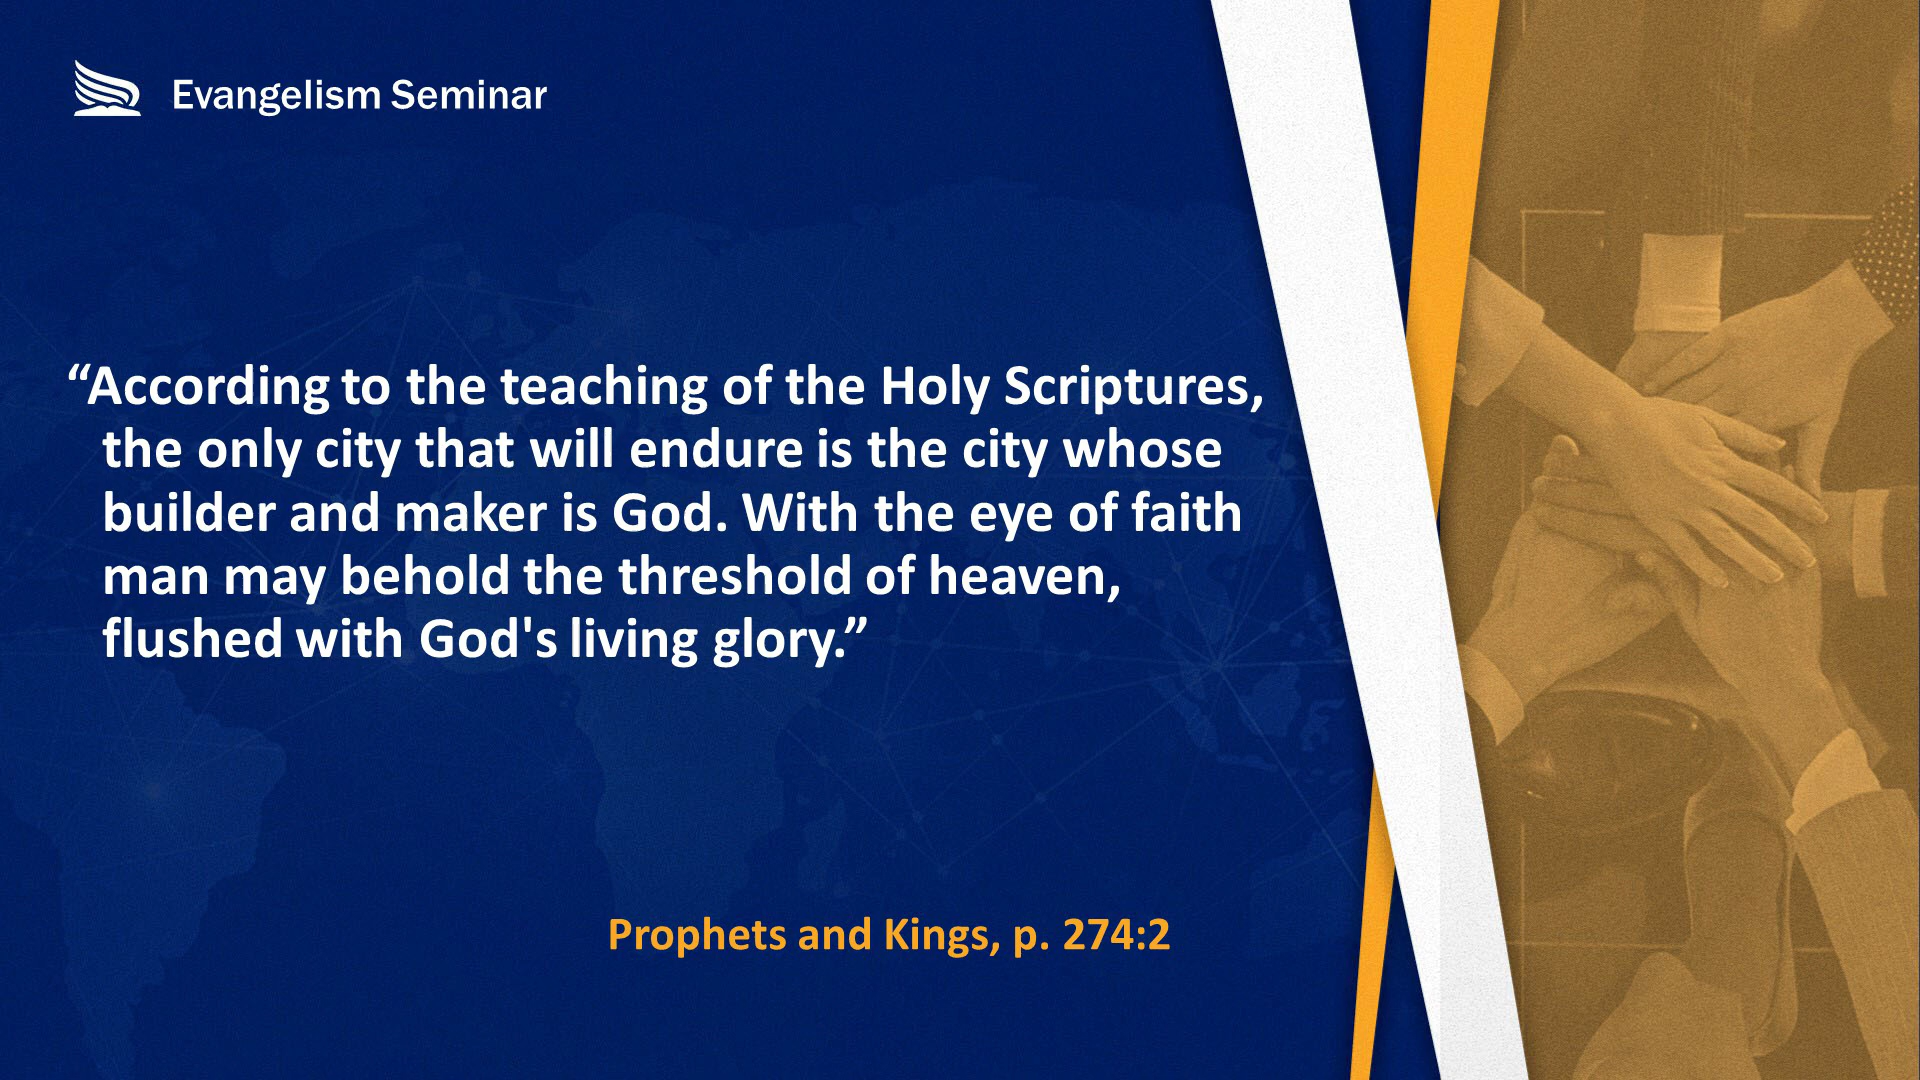 Evangelism Seminar
“According to the teaching of the Holy Scriptures,
the only city that will endure is the city whose
builder and maker is God. With the eye of faith
man may behold the threshold of heaven,
flushed with God's living glory.”
Prophets and Kings, p. 274:2